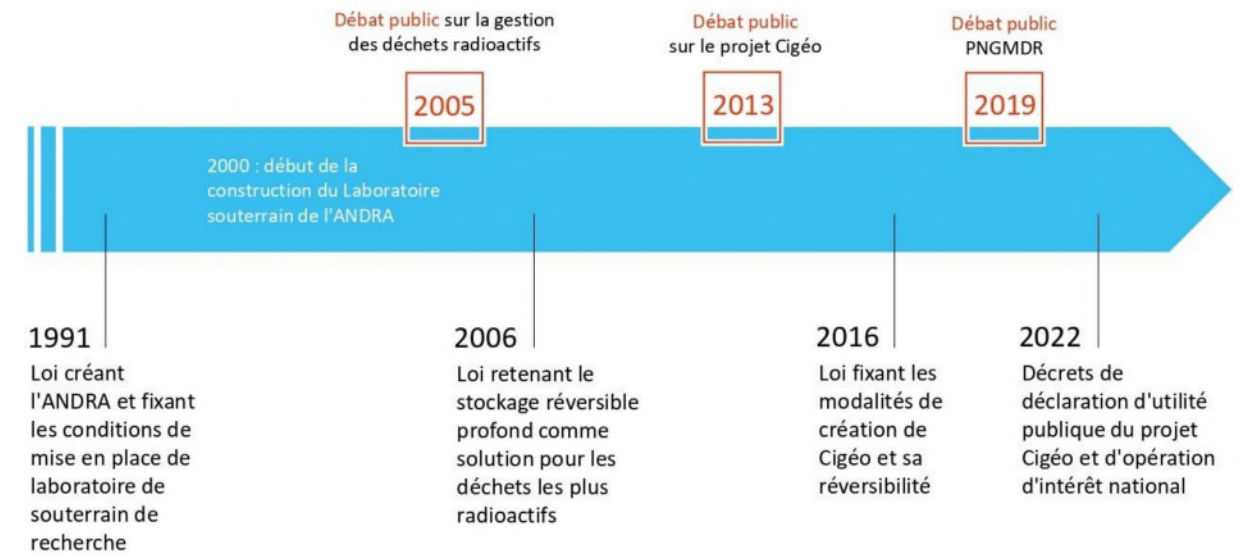 Débat public sur la gestion
des déchets radioactifs
2005
Débat public
sur le projet Cigéo
2013
Débat public
PNGMDR
2019
2000 : début de la
construction du Laboratoire
souterrain de l'ANDRA
1991
Loi créant
l'ANDRA et fixant
les conditions de
mise en place de
laboratoire de
souterrain de
recherche
2006
Loi retenant le
stockage réversible
profond comme
solution pour les
déchets les plus
radioactifs
2016
Loi fixant les
modalités de
création de
Cigéo et sa
réversibilité
2022
Décrets de
déclaration d'utilité
publique du projet
Cigéo et d'opération
d'intérêt national